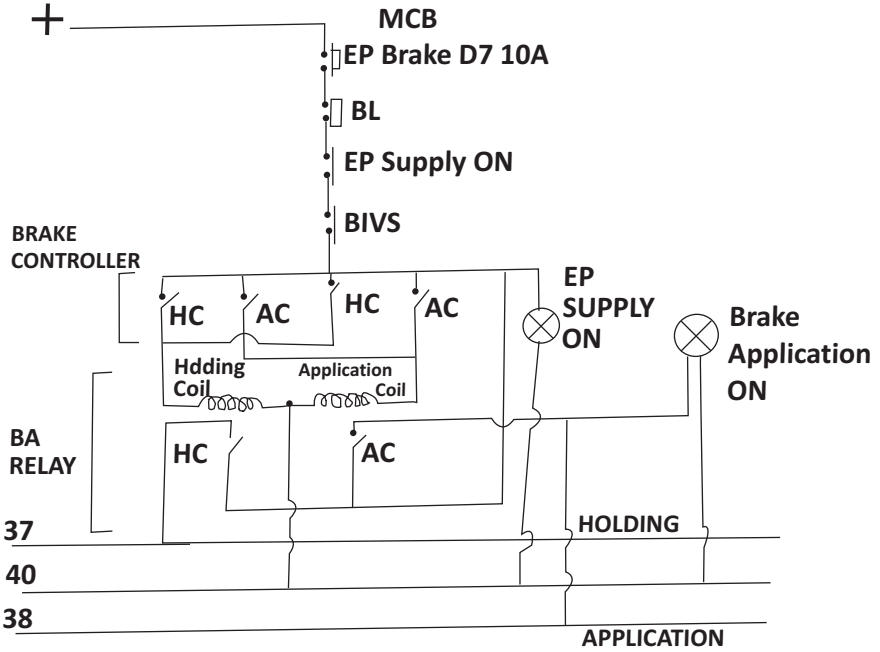 +
MCB
EP Brake D7 10A
BL
EP Supply ON
BIVS
BRAKE
CONTROLLER
HC
AC
HC
AC
EP
SUPPLY
ON
Brake
Application
ON
Hdding
Coil
Application
Coil
BA
RELAY
HC
AC
37
HOLDING
40
38
APPLICATION